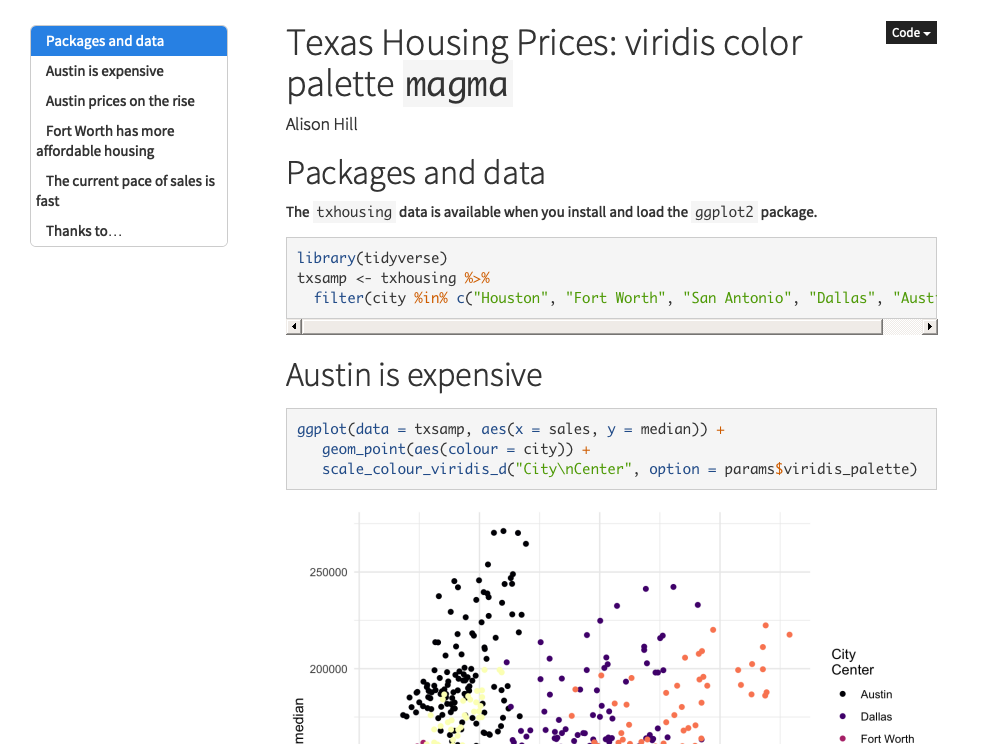 Packages and data
Austin is expensive
Austin prices on the rise
Fort Worth has more
affordable housing
The current pace of sales is
fast
Thanks to…
Texas Housing Prices: viridis color
palette magma
Code
Alison Hill
Packages and data
The txhousing data is available when you install and load the ggplot2 package.
library(tidyverse)
txsamp <- txhousing %>%
filter(city %in% c("Houston", "Fort Worth", "San Antonio", "Dallas", "Aust
Austin is expensive
ggplot(data = txsamp, aes(x = sales, y = median)) +
geom_point(aes(colour = city)) +
scale_colour_viridis_d("City\nCenter", option = params$viridis_palette)
250000
200000
median
City
Center
Austin
Dallas
Fort Worth